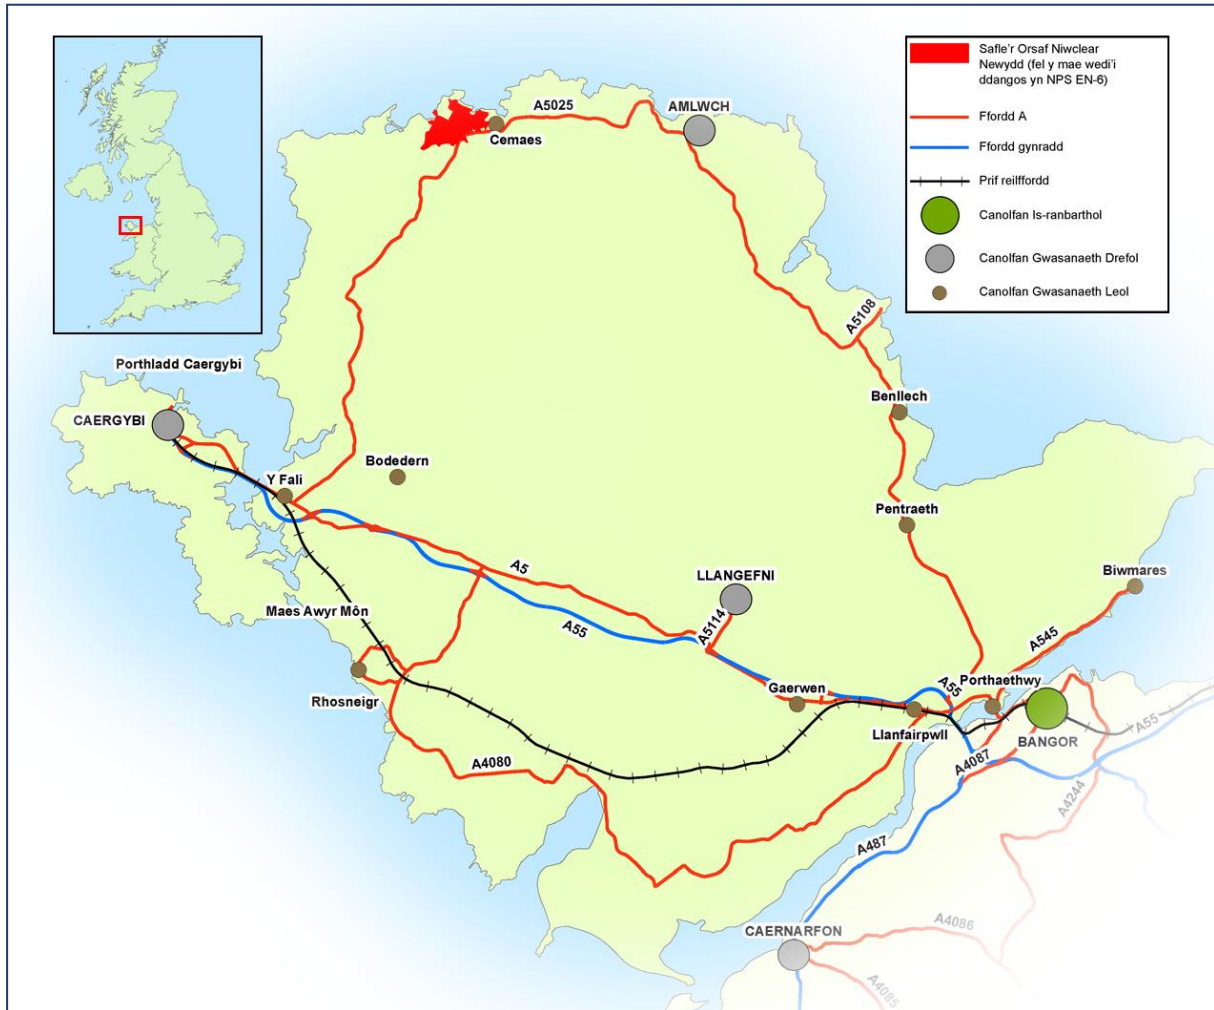 Safle'r Orsaf Niwclear
Newydd (fel y mae wedi'i
ddangos yn NPS EN-6)
Ffordd A
Ffordd gynradd
Prif reilffordd
Canolfan Is-ranbarthol
Canolfan Gwasanaeth Drefol
Canolfan Gwasanaeth Leol
A5025
AMLWCH
Cemaes
A5108
Porthladd Caergybi
CAERGYBI
Benllech
Bodedern
Y Fali
Pentraeth
A5
LLANGEFNI
Biwmares
Maes Awyr Môn
A55
A5114
A545
Rhosneigr
Gaerwen
A55
Porthaethwy
Llanfairpwll
BANGOR
A55
A4080
A4087
A4244
A487
CAERNARFON
A4086
A4085